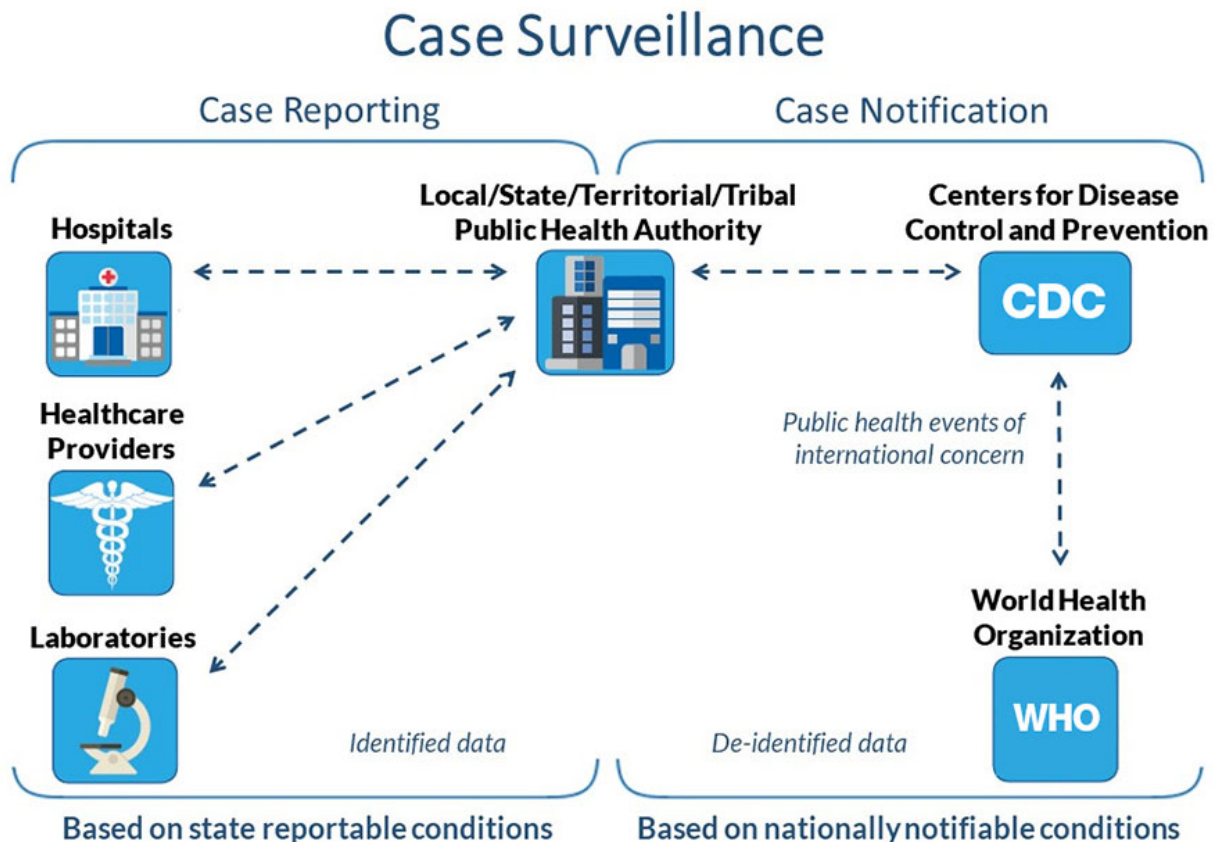 Case Surveillance
Case Reporting
Case Notification
Hospitals
Local/State/Territorial/Tribal
Public Health Authority
Centers for Disease
Control and Prevention
CDC
Healthcare
Providers
Public health events of
international concern
Laboratories
World Health
Organization
WHO
Identified data
De-identified data
Based on state reportable conditions
Based on nationally notifiable conditions